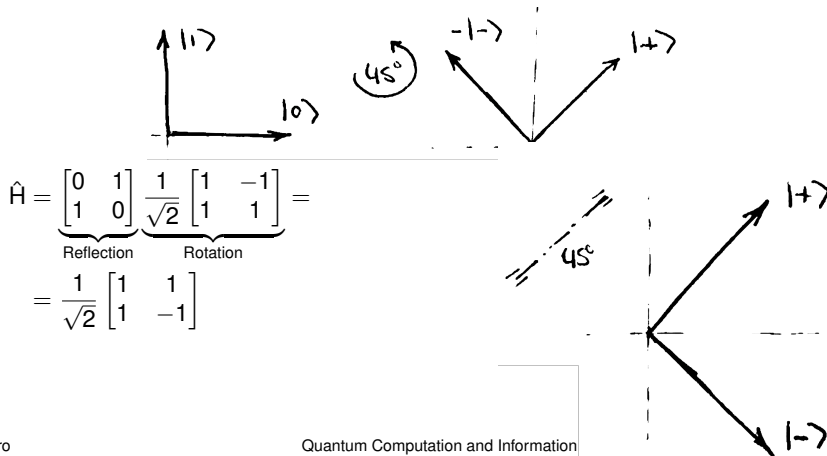 |1⟩
|0⟩
45°
-|-⟩
|+⟩
Ĥ = [0 1; 1 0] 1/√2 [1 -1; 1 1] =
Reflection Rotation
= 1/√2 [1 1; 1 -1]
45°
|+⟩
|-⟩
ro
Quantum Computation and Information